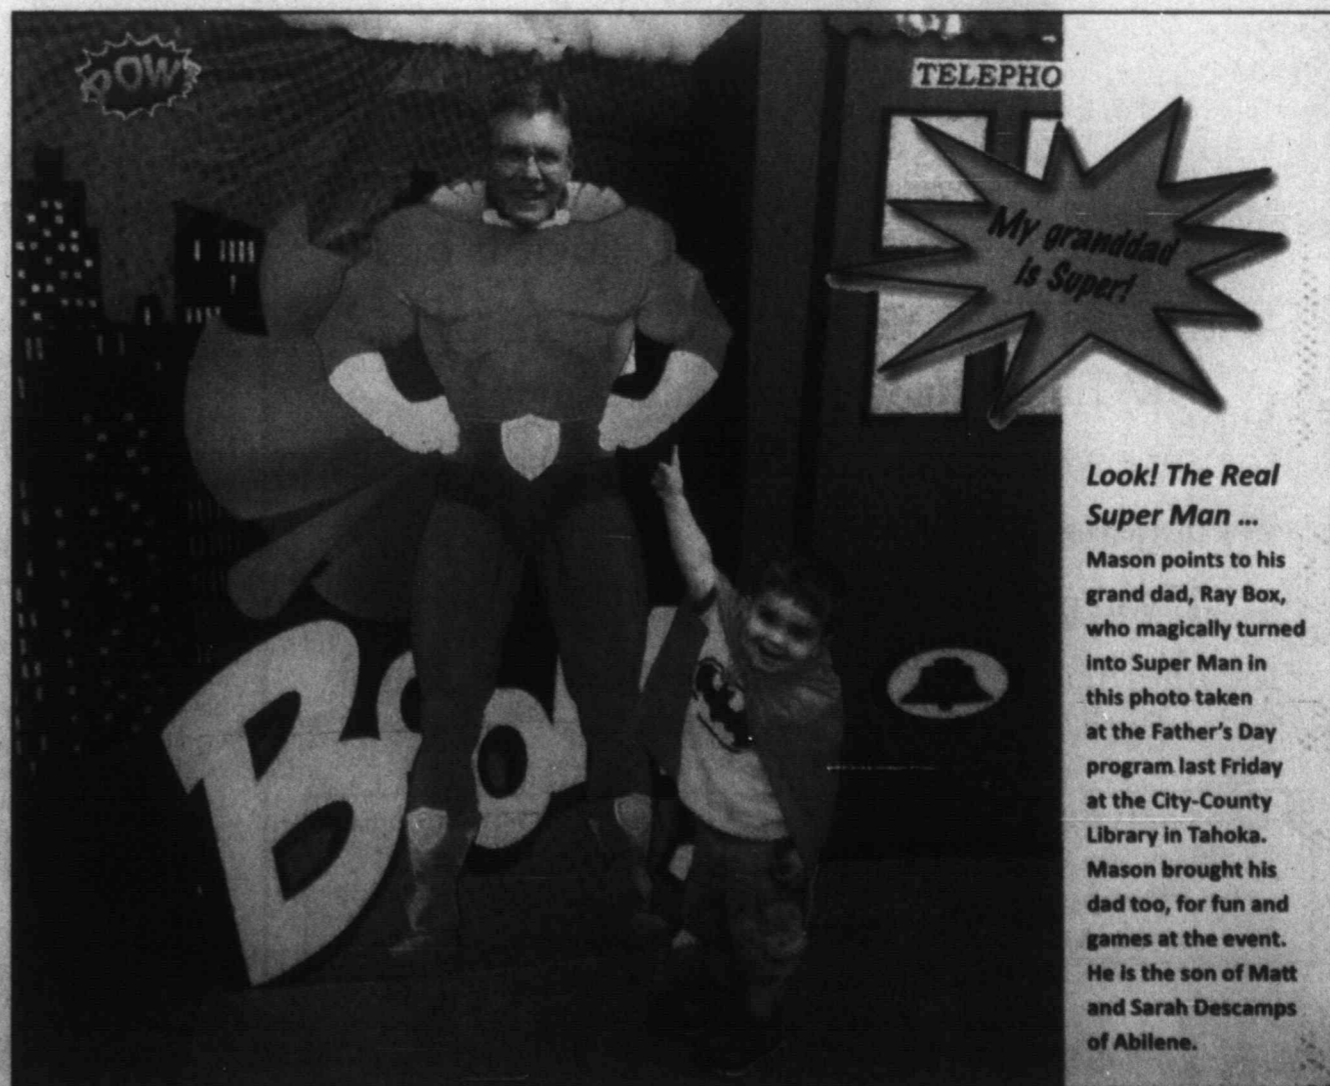 POW
TELEPHO
My granddad
is Super!
Look! The Real
Super Man ...
Mason points to his
grand dad, Ray Box,
who magically turned
into Super Man in
this photo taken
at the Father's Day
program last Friday
at the City-County
Library in Tahoka.
Mason brought his
dad too, for fun and
games at the event.
He is the son of Matt
and Sarah Descamps
of Abilene.
Boo